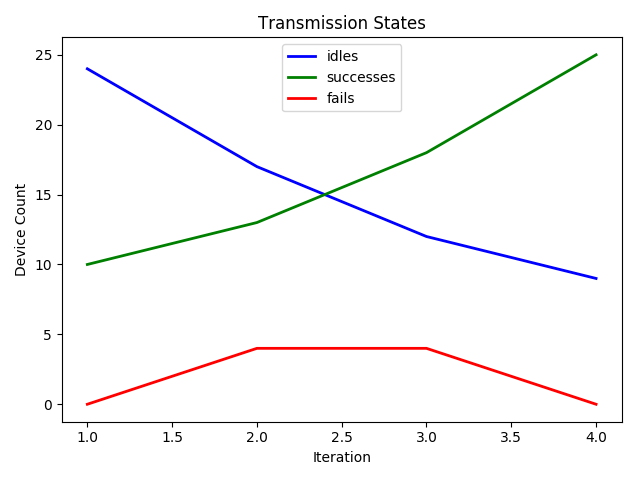 Transmission States
idles
successes
fails
Device Count
25
20
15
10
5
0
1.0 1.5 2.0 2.5 3.0 3.5 4.0
Iteration